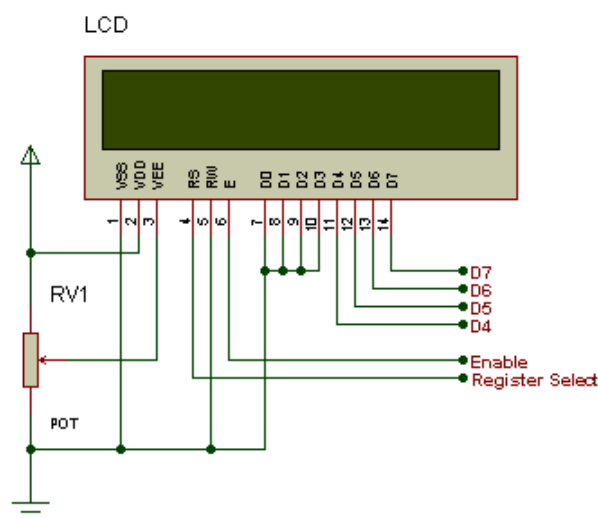 LCD
VSS VDD VEE RS RW E D0 D1 D2 D3 D4 D5 D6 D7
1 2 3 4 5 6 7 8 9 10 11 12 13 14
D7
D6
D5
D4
RV1
Enable
Register Select
POT